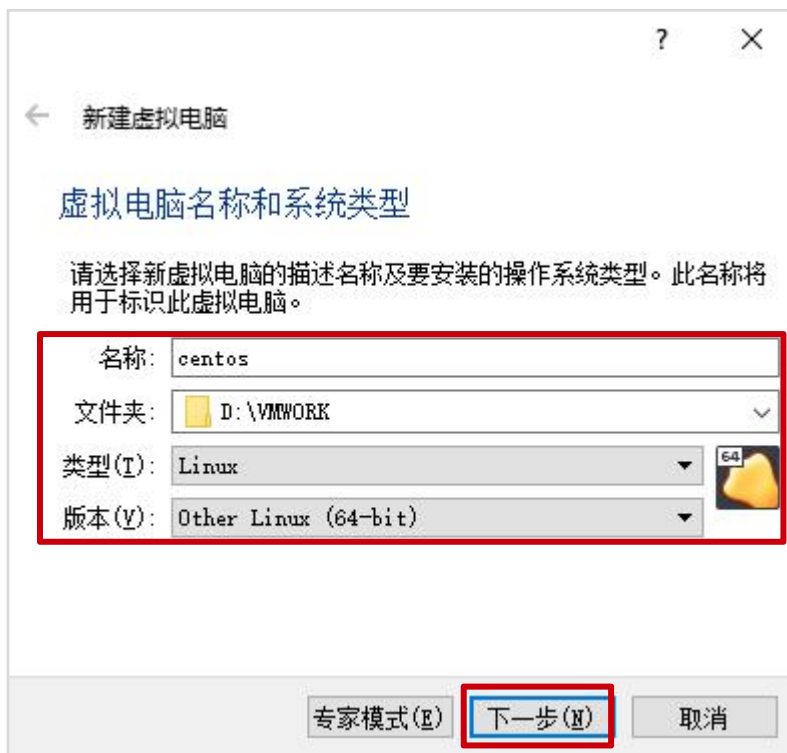 ?
新建虚拟电脑
虚拟电脑名称和系统类型
请选择新虚拟电脑的描述名称及要安装的操作系统类型。此名称将
用于标识此虚拟电脑。
名称: centos
文件夹: D:\VMWORK
类型(T): Linux
64
版本(V): Other Linux (64-bit)
专家模式(E) 下一步(N) 取消